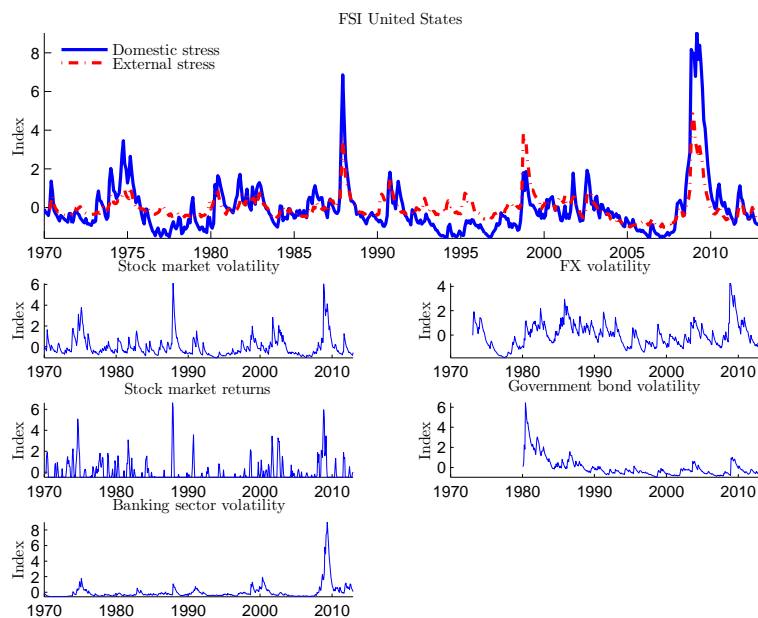 FSI United States
Domestic stress
External stress
Index
8
6
4
2
0
1970 1975 1980 1985 1990 1995 2000 2005 2010
Stock market volatility
Index
6
4
2
0
1970 1980 1990 2000 2010
FX volatility
Index
4
2
0
1970 1980 1990 2000 2010
Stock market returns
Index
6
4
2
0
1970 1980 1990 2000 2010
Government bond volatility
Index
6
4
2
0
1970 1980 1990 2000 2010
Banking sector volatility
Index
8
6
4
2
0
1970 1980 1990 2000 2010